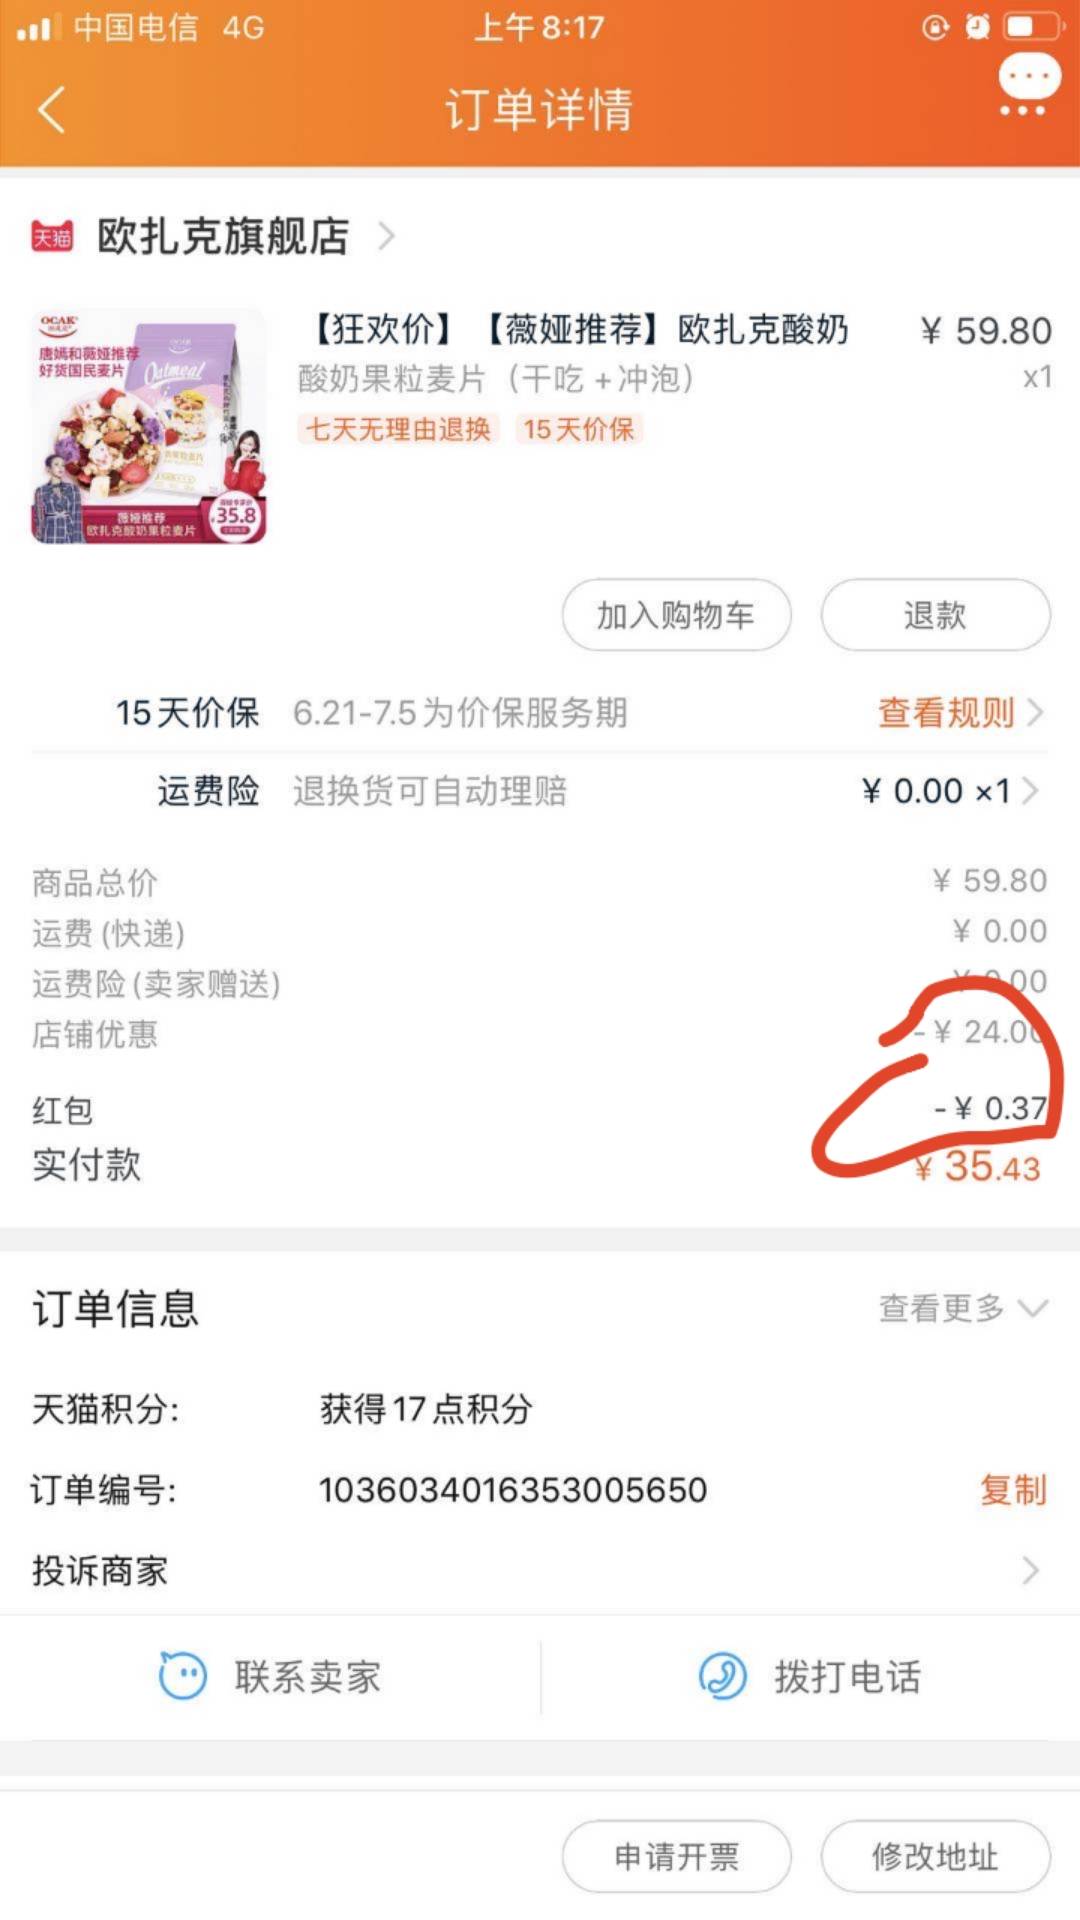 中国电信 4G 上午8:17
订单详情
天猫 欧扎克旗舰店
【狂欢价】【薇娅推荐】欧扎克酸奶 ¥ 59.80
酸奶果粒麦片（干吃+冲泡） x1
七天无理由退换 15天价保
OCAK
唐嫣和薇娅推荐
好货国民麦片
Oatmeal
35.8
薇娅推荐
欧扎克酸奶果粒麦片
加入购物车 退款
15天价保 6.21-7.5为价保服务期 查看规则
运费险 退换货可自动理赔 ¥ 0.00 ×1
商品总价 ¥ 59.80
运费(快递) ¥ 0.00
运费险(卖家赠送) ¥ 0.00
店铺优惠 -¥ 24.00
红包 -¥ 0.37
实付款 ¥ 35.43
订单信息 查看更多
天猫积分: 获得17点积分
订单编号: 1036034016353005650 复制
投诉商家
联系卖家 拨打电话
申请开票 修改地址